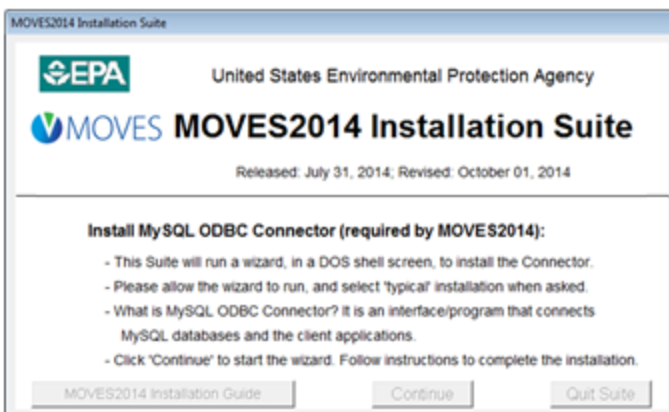 MOVES2014 Installation Suite
EPA
United States Environmental Protection Agency
MOVES MOVES2014 Installation Suite
Released: July 31, 2014; Revised: October 01, 2014
Install MySQL ODBC Connector (required by MOVES2014):
- This Suite will run a wizard, in a DOS shell screen, to install the Connector.
- Please allow the wizard to run, and select 'typical' installation when asked.
- What is MySQL ODBC Connector? It is an interface/program that connects
MySQL databases and the client applications.
- Click 'Continue' to start the wizard. Follow instructions to complete the installation.
MOVES2014 Installation Guide Continue Quit Suite